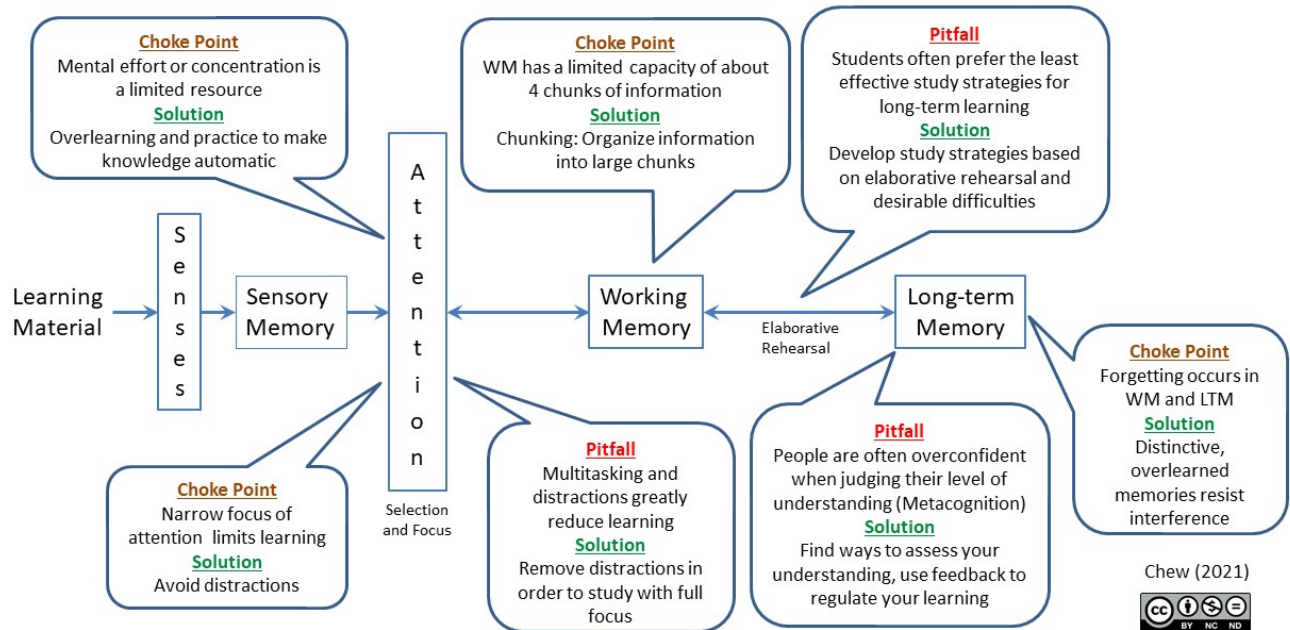 Choke Point
Mental effort or concentration is
a limited resource
Solution
Overlearning and practice to make
knowledge automatic
Choke Point
WM has a limited capacity of about
4 chunks of information
Solution
Chunking: Organize information
into large chunks
Pitfall
Students often prefer the least
effective study strategies for
long-term learning
Solution
Develop study strategies based
on elaborative rehearsal and
desirable difficulties
Learning
Material
Senses
Sensory
Memory
Attention
Selection
and Focus
Working
Memory
Elaborative
Rehearsal
Long-term
Memory
Choke Point
Narrow focus of
attention limits learning
Solution
Avoid distractions
Pitfall
Multitasking and
distractions greatly
reduce learning
Solution
Remove distractions in
order to study with full
focus
Pitfall
People are often overconfident
when judging their level of
understanding (Metacognition)
Solution
Find ways to assess your
understanding, use feedback to
regulate your learning
Choke Point
Forgetting occurs in
WM and LTM
Solution
Distinctive,
overlearned
memories resist
interference
Chew (2021)
cc
BY NC ND